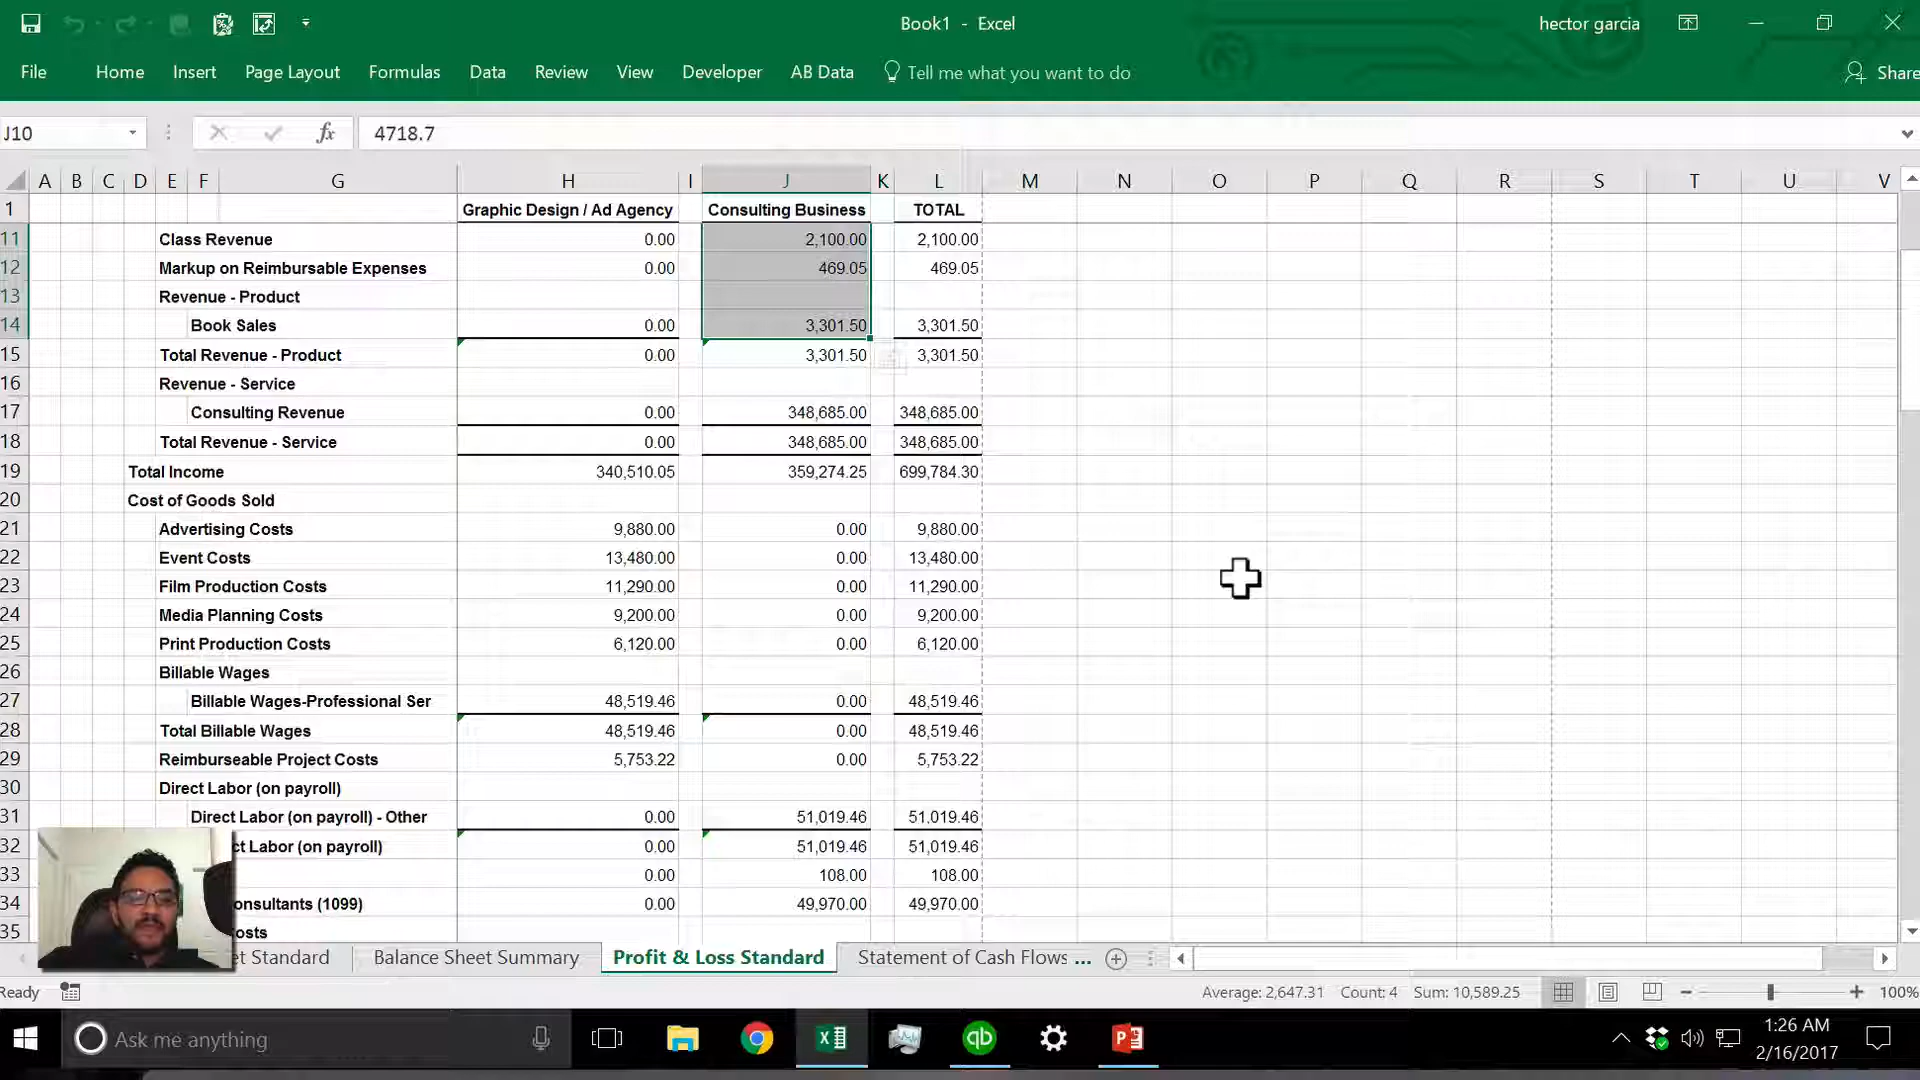 Book1 - Excel
hector garcia
File Home Insert Page Layout Formulas Data Review View Developer AB Data Tell me what you want to do Share
J10 fx 4718.7
A B C D E F G H I J K L M N O P Q R S T U V
1 Graphic Design / Ad Agency Consulting Business TOTAL
11 Class Revenue 0.00 2,100.00 2,100.00
12 Markup on Reimbursable Expenses 0.00 469.05 469.05
13 Revenue - Product
14 Book Sales 0.00 3,301.50 3,301.50
15 Total Revenue - Product 0.00 3,301.50 3,301.50
16 Revenue - Service
17 Consulting Revenue 0.00 348,685.00 348,685.00
18 Total Revenue - Service 0.00 348,685.00 348,685.00
19 Total Income 340,510.05 359,274.25 699,784.30
20 Cost of Goods Sold
21 Advertising Costs 9,880.00 0.00 9,880.00
22 Event Costs 13,480.00 0.00 13,480.00
23 Film Production Costs 11,290.00 0.00 11,290.00
24 Media Planning Costs 9,200.00 0.00 9,200.00
25 Print Production Costs 6,120.00 0.00 6,120.00
26 Billable Wages
27 Billable Wages-Professional Ser 48,519.46 0.00 48,519.46
28 Total Billable Wages 48,519.46 0.00 48,519.46
29 Reimburseable Project Costs 5,753.22 0.00 5,753.22
30 Direct Labor (on payroll)
31 Direct Labor (on payroll) - Other 0.00 51,019.46 51,019.46
32 ct Labor (on payroll) 0.00 51,019.46 51,019.46
33 0.00 108.00 108.00
34 onsultants (1099) 0.00 49,970.00 49,970.00
35 osts
et Standard Balance Sheet Summary Profit & Loss Standard Statement of Cash Flows ...
Ready Average: 2,647.31 Count: 4 Sum: 10,589.25 100%
Ask me anything
1:26 AM
2/16/2017